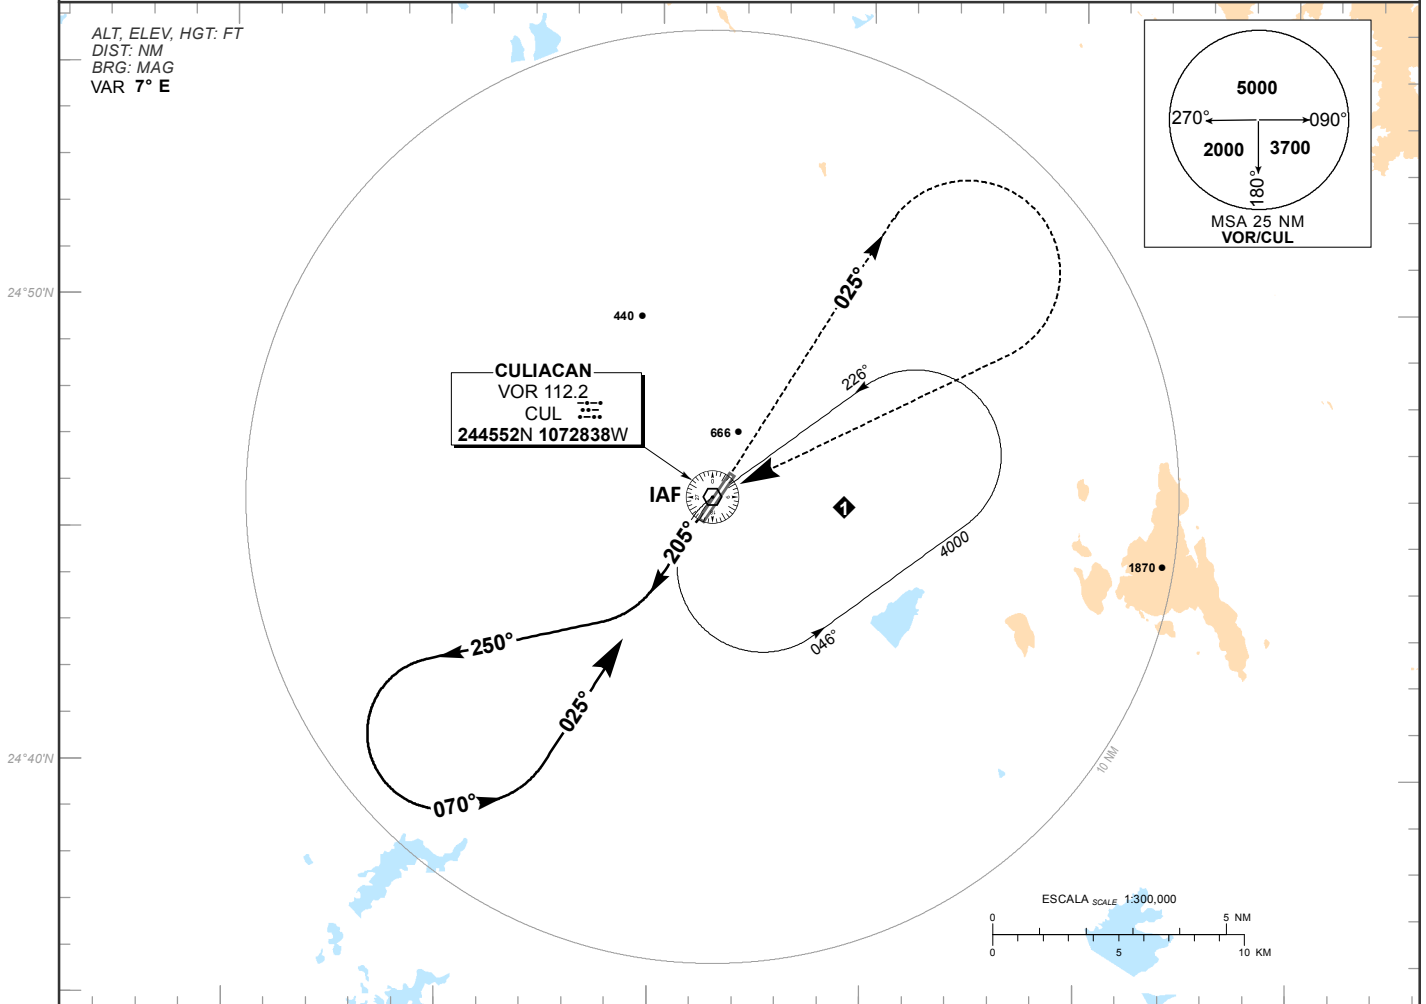 ALT, ELEV, HGT: FT
DIST: NM
BRG: MAG
VAR 7° E
5000
270°
090°
2000
3700
180°
MSA 25 NM
VOR/CUL
24°50'N
025°
440
226°
CULIACAN
VOR 112.2
CUL
244552N 1072838W
666
IAF
1
205°
4000
1870
250°
046°
025°
24°40'N
10 NM
070°
ESCALA SCALE 1:300,000
0 5 NM
0 5 10 KM